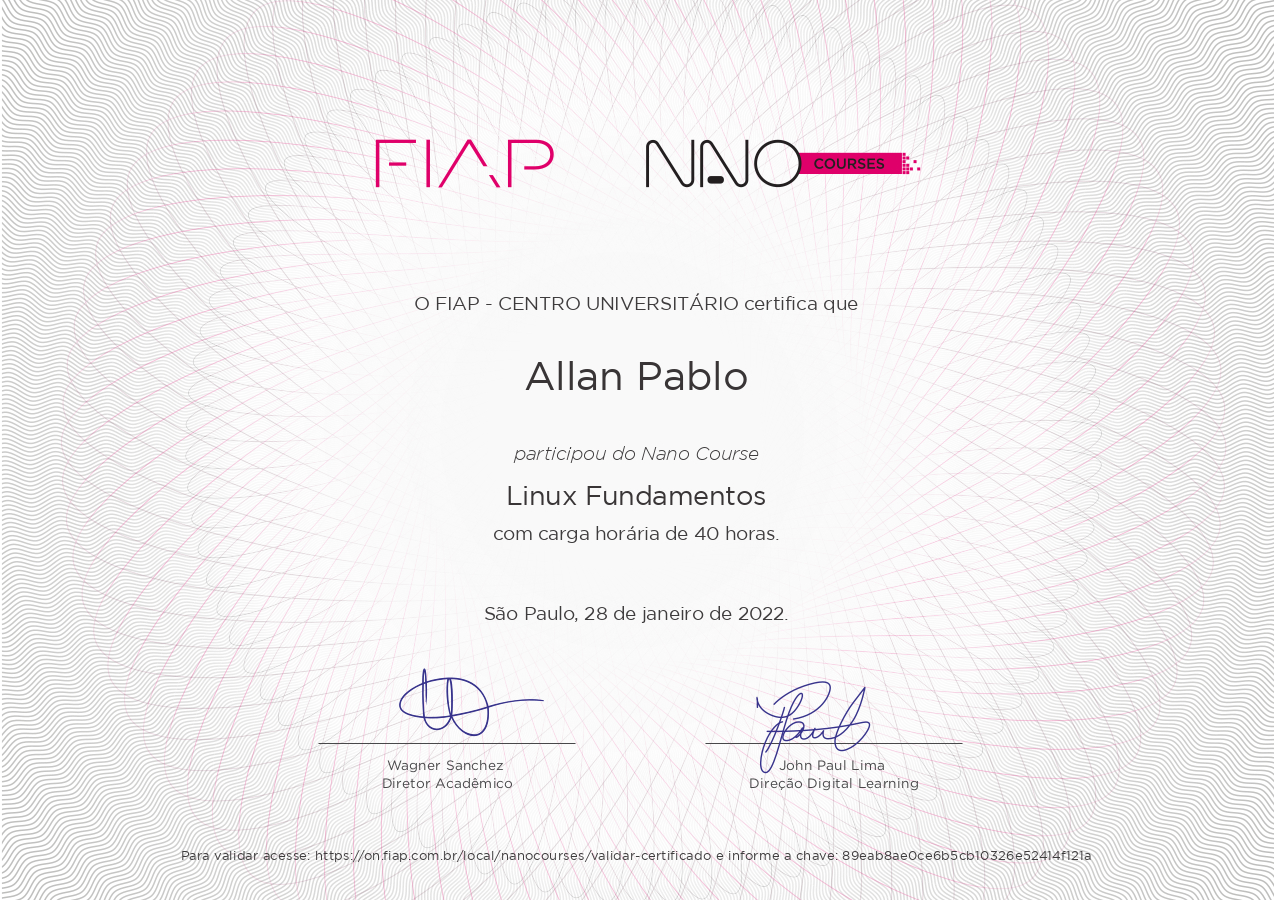 FIAP NANO COURSES
O FIAP - CENTRO UNIVERSITÁRIO certifica que
Allan Pablo
participou do Nano Course
Linux Fundamentos
com carga horária de 40 horas.
São Paulo, 28 de janeiro de 2022.
Wagner Sanchez
Diretor Acadêmico
John Paul Lima
Direção Digital Learning
Para validar acesse: https://on.fiap.com.br/local/nanocourses/validar-certificado e informe a chave: 89eab8ae0ce6b5cb10326e52414f121a